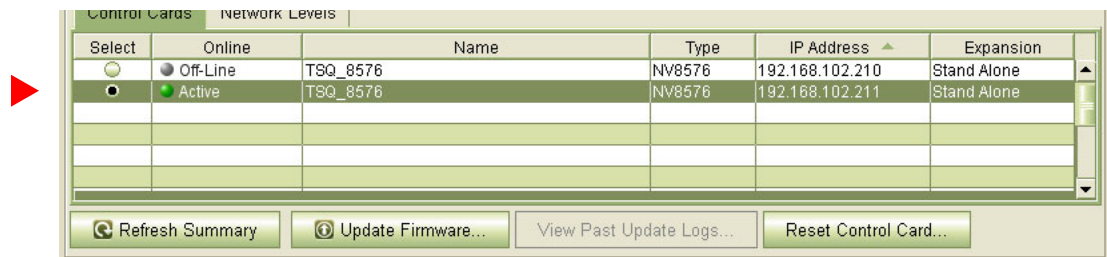 Control Cards Network Levels
Select Online Name Type IP Address Expansion
Off-Line TSQ_8576 NV8576 192.168.102.210 Stand Alone
Active TSQ_8576 NV8576 192.168.102.211 Stand Alone
Refresh Summary Update Firmware... View Past Update Logs... Reset Control Card...